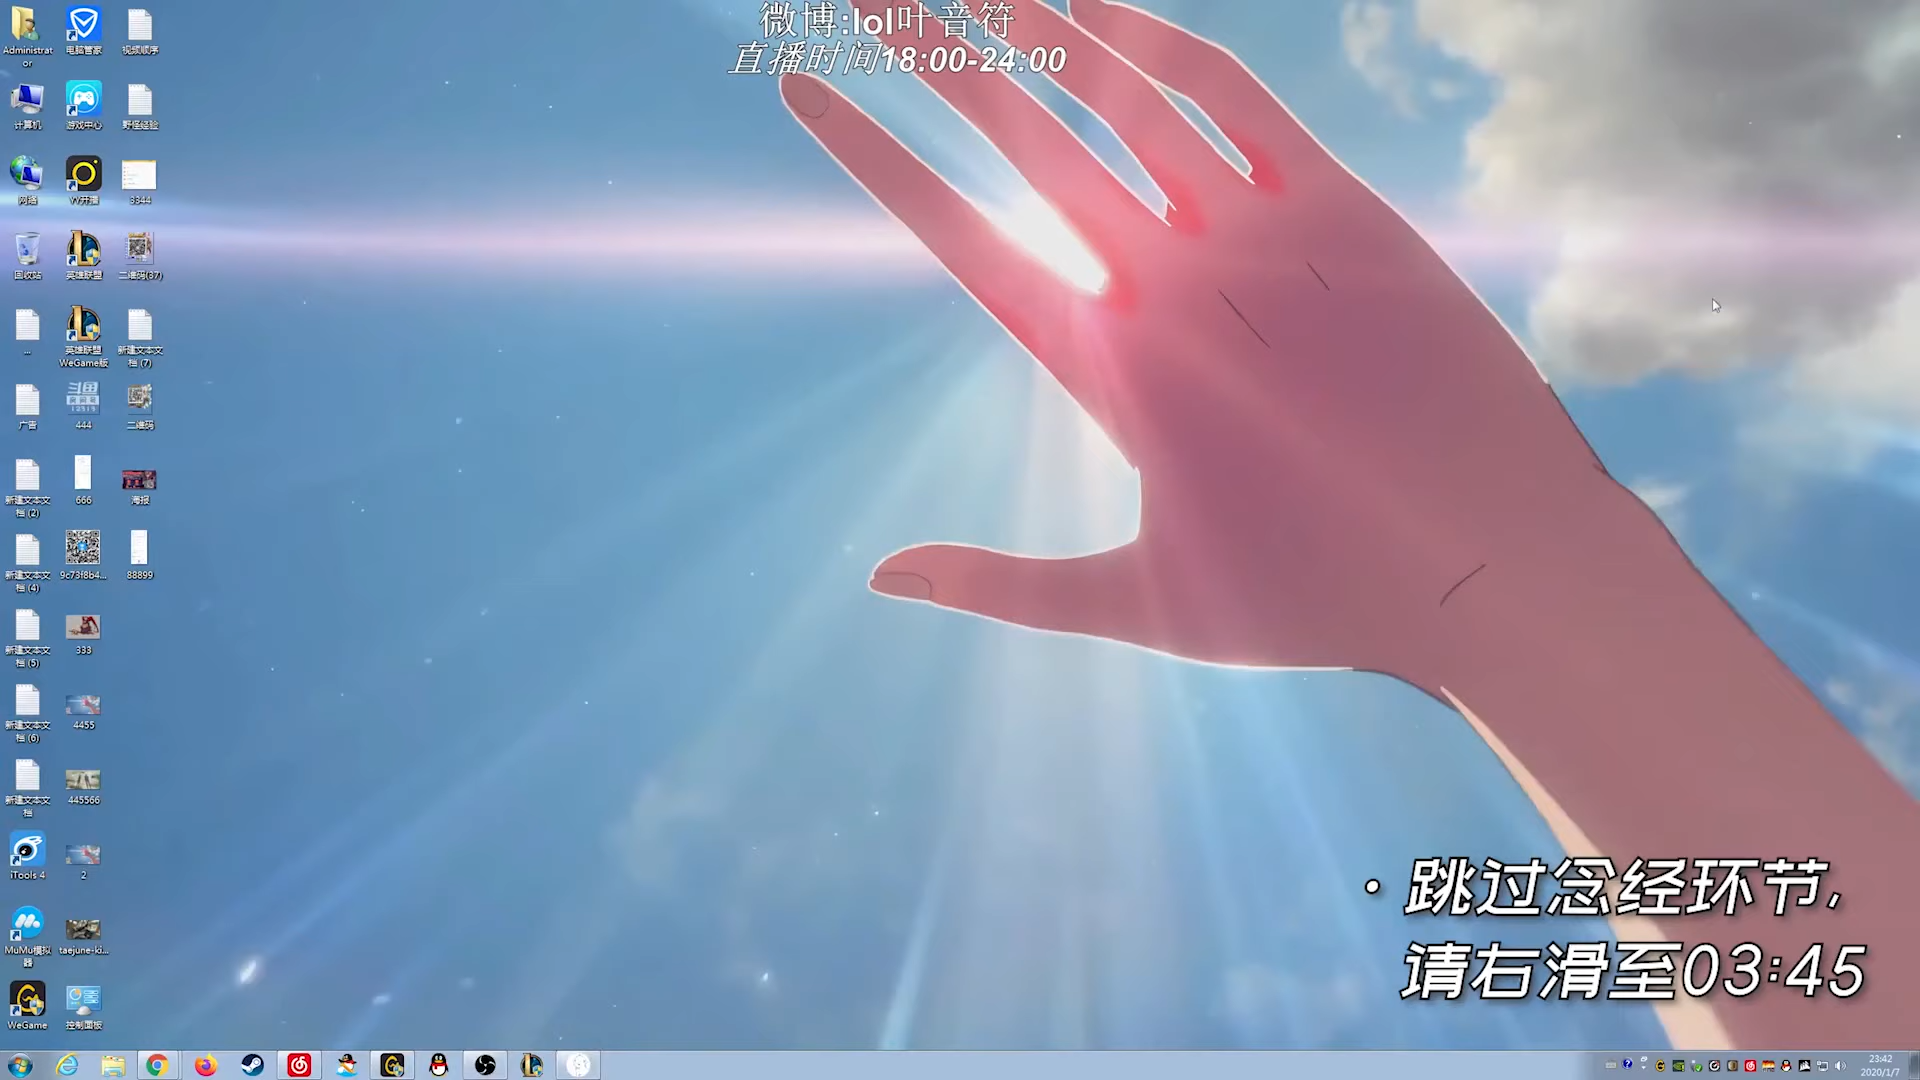 微博:lol叶音符
直播时间18:00-24:00
Administrator
电脑管家
视频顺序
计算机
游戏中心
野怪经验
网络
YY开播
3344
回收站
英雄联盟
二维码(37)
...
英雄联盟WeGame版
新建文本文档 (7)
广告
斗鱼
444
二维码
新建文本文档 (2)
666
海报
新建文本文档 (4)
9c73f8b4...
88899
新建文本文档 (5)
333
新建文本文档 (6)
4455
新建文本文档
445566
iTools 4
2
MuMu模拟器
taejune-ki...
WeGame
控制面板
·跳过念经环节,
请右滑至03:45
23:42
2020/1/7